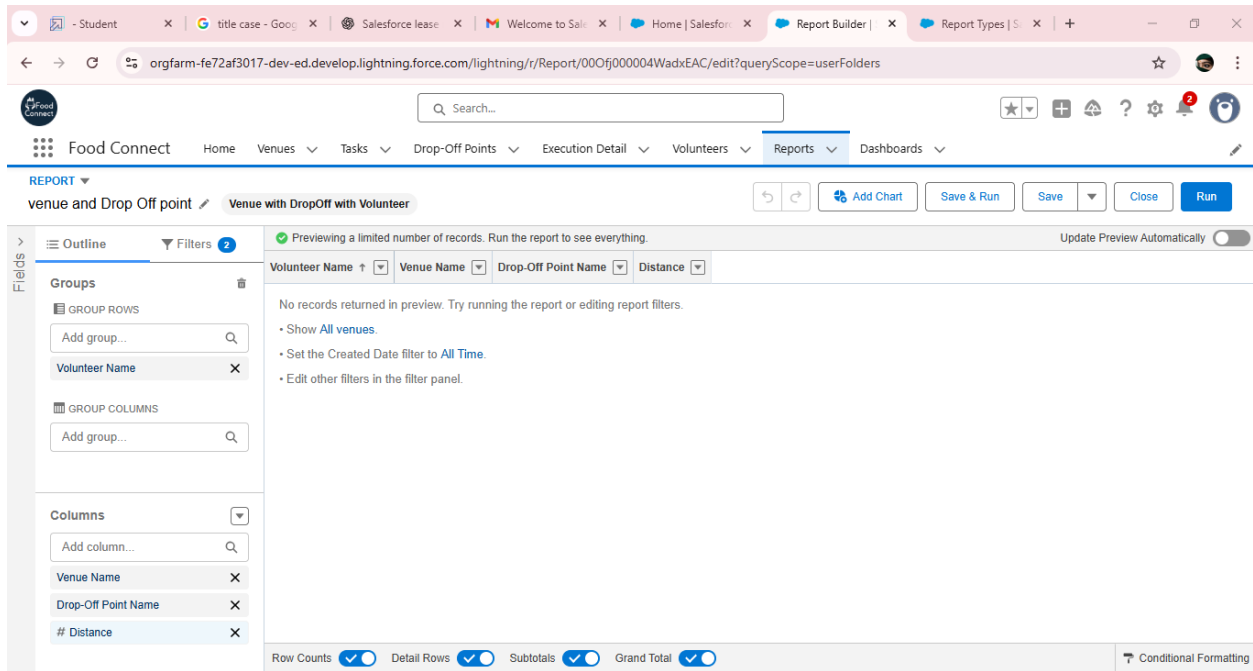 - Student
title case - Goog
Salesforce lease
Welcome to Sale
Home | Salesforc
Report Builder |
Report Types | S
orgfarm-fe72af3017-dev-ed.develop.lightning.force.com/lightning/r/Report/00Ofj000004WadxEAC/edit?queryScope=userFolders
Food Connect
Search...
2
Food Connect
Home
Venues
Tasks
Drop-Off Points
Execution Detail
Volunteers
Reports
Dashboards
REPORT
venue and Drop Off point
Venue with DropOff with Volunteer
Add Chart
Save & Run
Save
Close
Run
Fields
Outline
Filters 2
Previewing a limited number of records. Run the report to see everything.
Update Preview Automatically
Volunteer Name
Venue Name
Drop-Off Point Name
Distance
Groups
GROUP ROWS
Add group...
Volunteer Name
GROUP COLUMNS
Add group...
No records returned in preview. Try running the report or editing report filters.
• Show All venues.
• Set the Created Date filter to All Time.
• Edit other filters in the filter panel.
Columns
Add column...
Venue Name
Drop-Off Point Name
# Distance
Row Counts
Detail Rows
Subtotals
Grand Total
Conditional Formatting